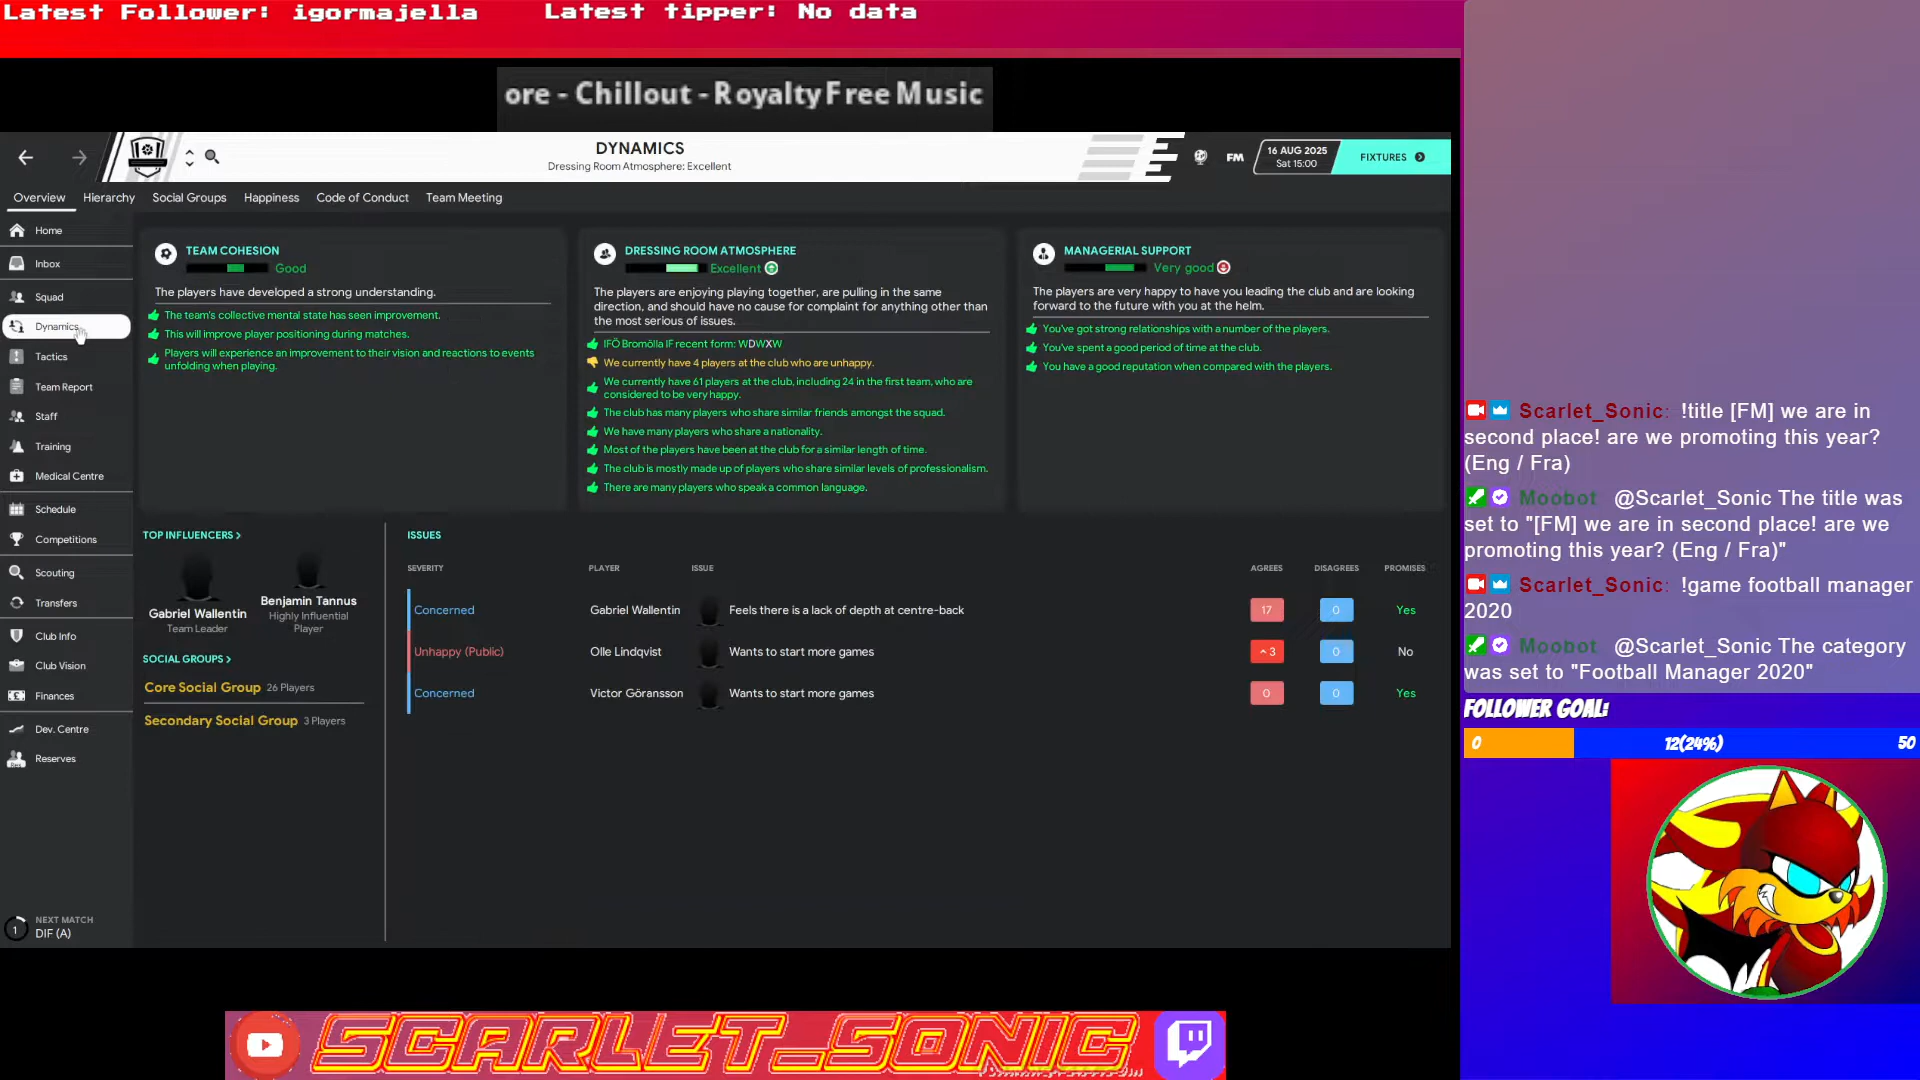 Latest Follower: igormajella
Latest tipper: No data
ore - Chillout - Royalty Free Music
DYNAMICS
Dressing Room Atmosphere: Excellent
FM
16 AUG 2025
Sat 15:00
FIXTURES
Overview
Hierarchy
Social Groups
Happiness
Code of Conduct
Team Meeting
Home
Inbox
Squad
Dynamics
Tactics
Team Report
Staff
Training
Medical Centre
Schedule
Competitions
Scouting
Transfers
Club Info
Club Vision
Finances
Dev. Centre
Reserves
1
NEXT MATCH
DIF (A)
TEAM COHESION
Good
The players have developed a strong understanding.
The team's collective mental state has seen improvement.
This will improve player positioning during matches.
Players will experience an improvement to their vision and reactions to events
unfolding when playing.
DRESSING ROOM ATMOSPHERE
Excellent
The players are enjoying playing together, are pulling in the same
direction, and should have no cause for complaint for anything other than
the most serious of issues.
IFÖ Bromölla IF recent form: WDWXW
We currently have 4 players at the club who are unhappy.
We currently have 61 players at the club, including 24 in the first team, who are
considered to be very happy.
The club has many players who share similar friends amongst the squad.
We have many players who share a nationality.
Most of the players have been at the club for a similar length of time.
The club is mostly made up of players who share similar levels of professionalism.
There are many players who speak a common language.
MANAGERIAL SUPPORT
Very good
The players are very happy to have you leading the club and are looking
forward to the future with you at the helm.
You've got strong relationships with a number of the players.
You've spent a good period of time at the club.
You have a good reputation when compared with the players.
TOP INFLUENCERS >
Gabriel Wallentin
Team Leader
Benjamin Tannus
Highly Influential
Player
SOCIAL GROUPS >
Core Social Group 26 Players
Secondary Social Group 3 Players
ISSUES
SEVERITY PLAYER ISSUE AGREES DISAGREES PROMISES
Concerned Gabriel Wallentin Feels there is a lack of depth at centre-back 17 0 Yes
Unhappy (Public) Olle Lindqvist Wants to start more games 3 0 No
Concerned Victor Göransson Wants to start more games 0 0 Yes
Scarlet_Sonic: !title [FM] we are in
second place! are we promoting this year?
(Eng / Fra)
Moobot: @Scarlet_Sonic The title was
set to "[FM] we are in second place! are we
promoting this year? (Eng / Fra)"
Scarlet_Sonic: !game football manager
2020
Moobot: @Scarlet_Sonic The category
was set to "Football Manager 2020"
FOLLOWER GOAL:
0 12(24%) 50
SCARLET_SONIC